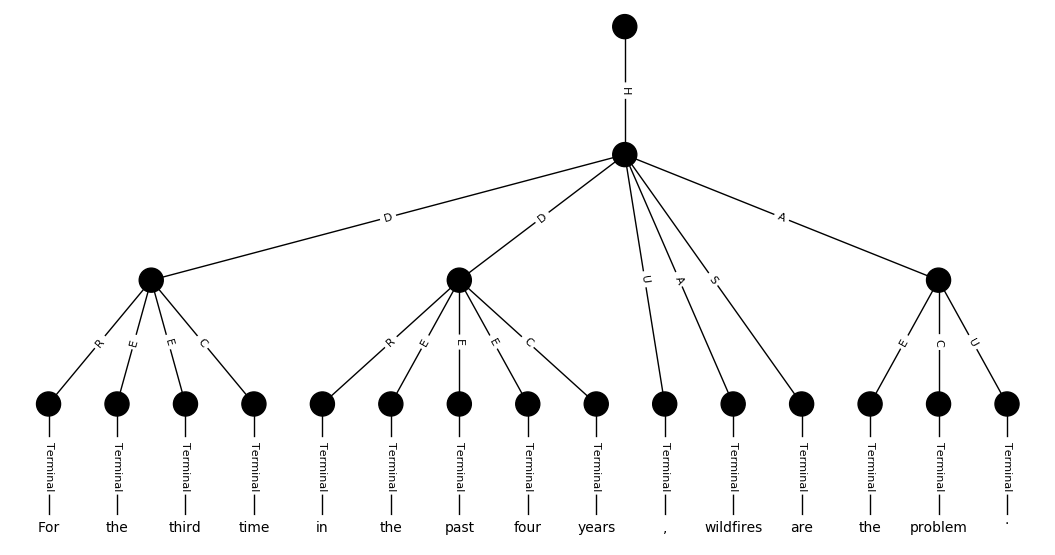 H
D D U A S A
R E E C R E E E C E C U
Terminal Terminal Terminal Terminal Terminal Terminal Terminal Terminal Terminal Terminal Terminal Terminal Terminal Terminal Terminal
For the third time in the past four years , wildfires are the problem .